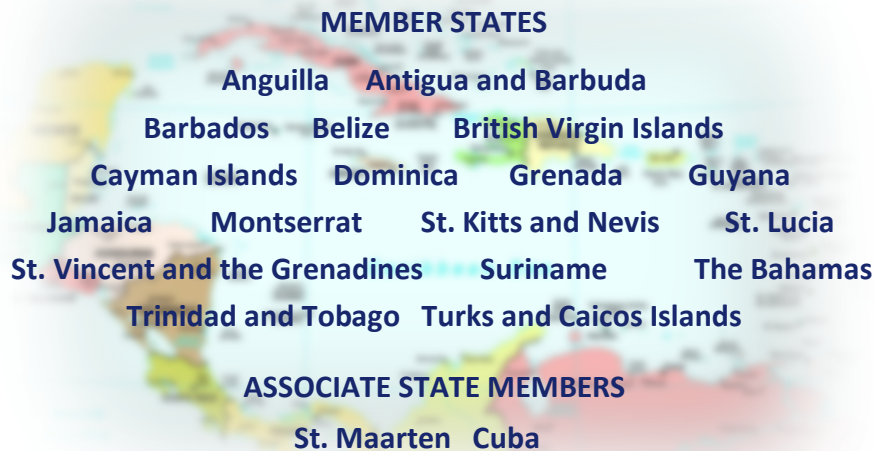 MEMBER STATES
Anguilla Antigua and Barbuda
Barbados Belize British Virgin Islands
Cayman Islands Dominica Grenada Guyana
Jamaica Montserrat St. Kitts and Nevis St. Lucia
St. Vincent and the Grenadines Suriname The Bahamas
Trinidad and Tobago Turks and Caicos Islands
ASSOCIATE STATE MEMBERS
St. Maarten Cuba